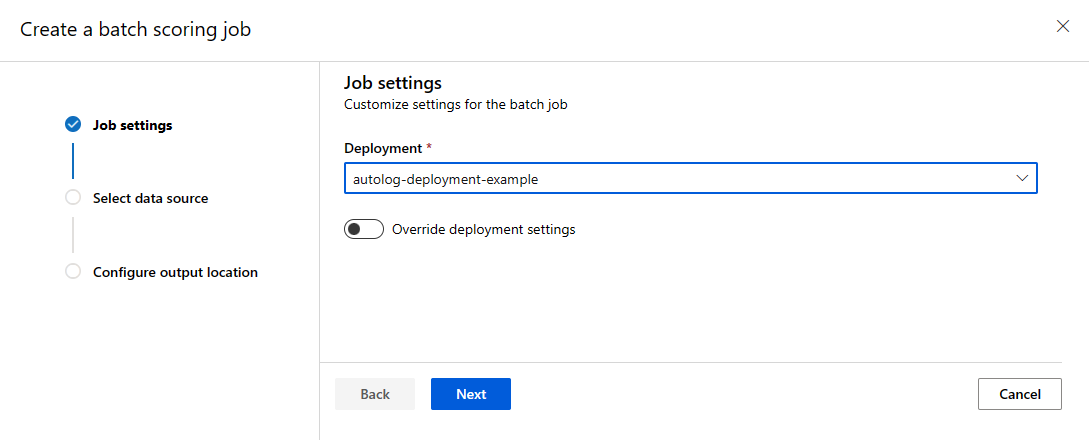 Create a batch scoring job
Job settings
Select data source
Configure output location
Job settings
Customize settings for the batch job
Deployment *
autolog-deployment-example
Override deployment settings
Back
Next
Cancel